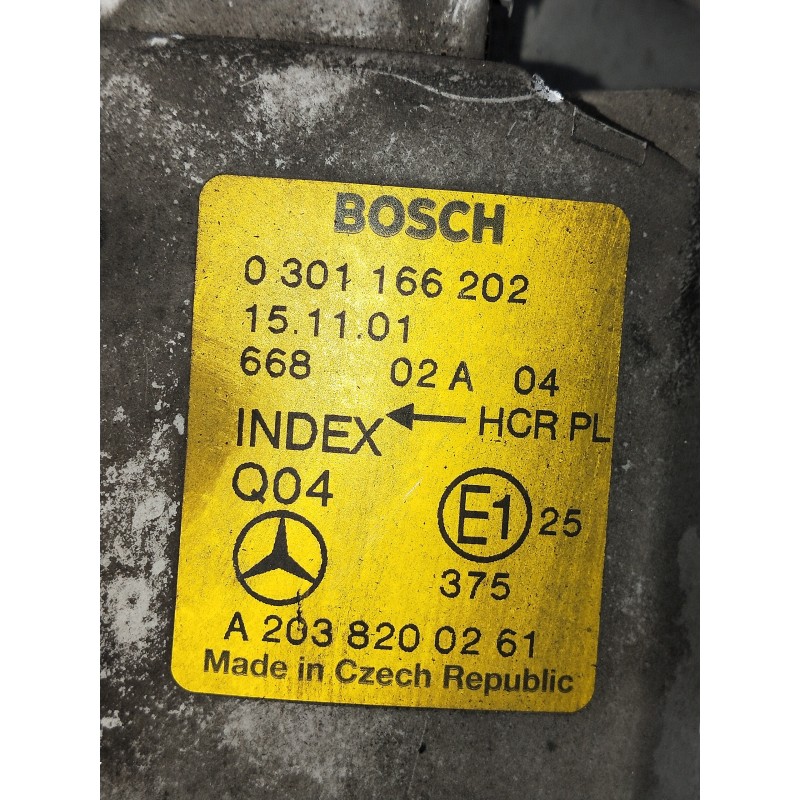 BOSCH
0 301 166 202
15.11.01
668 02 A 04
INDEX ← HCR PL
Q04
E1 25
375
A 203 820 02 61
Made in Czech Republic